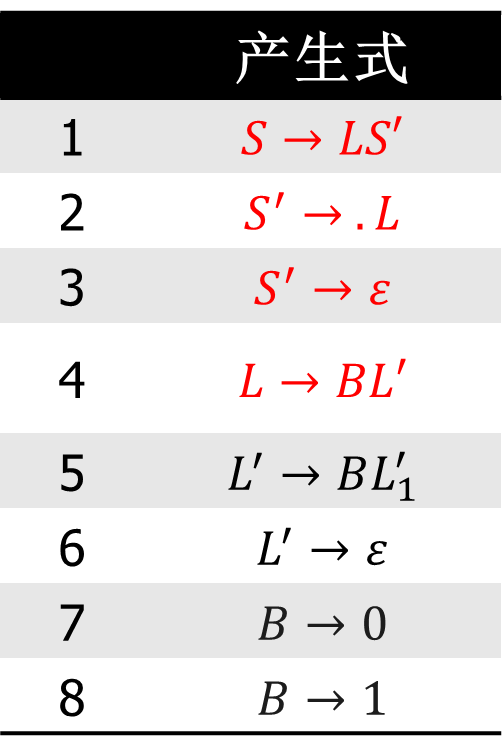 产生式
1 S → LS′
2 S′ → . L
3 S′ → ε
4 L → BL′
5 L′ → BL′₁
6 L′ → ε
7 B → 0
8 B → 1